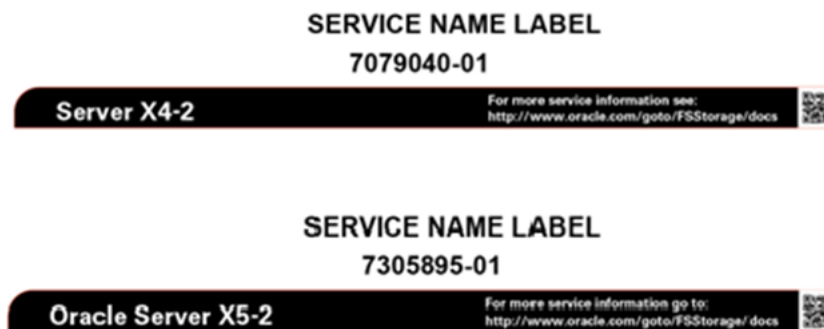 SERVICE NAME LABEL
7079040-01
Server X4-2
For more service information see:
http://www.oracle.com/goto/FSStorage/docs
SERVICE NAME LABEL
7305895-01
Oracle Server X5-2
For more service information go to:
http://www.oracle.com/goto/FSStorage/docs